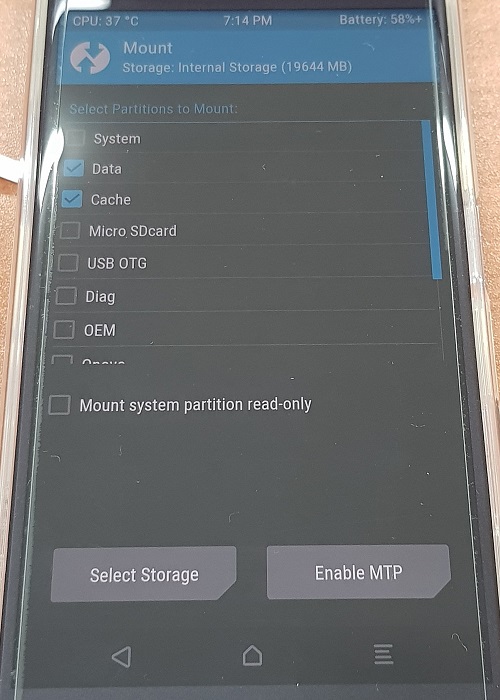 CPU: 37 °C 7:14 PM Battery: 58%+
Mount
Storage: Internal Storage (19644 MB)
Select Partitions to Mount:
System
Data
Cache
Micro SDcard
USB OTG
Diag
OEM
Mount system partition read-only
Select Storage Enable MTP